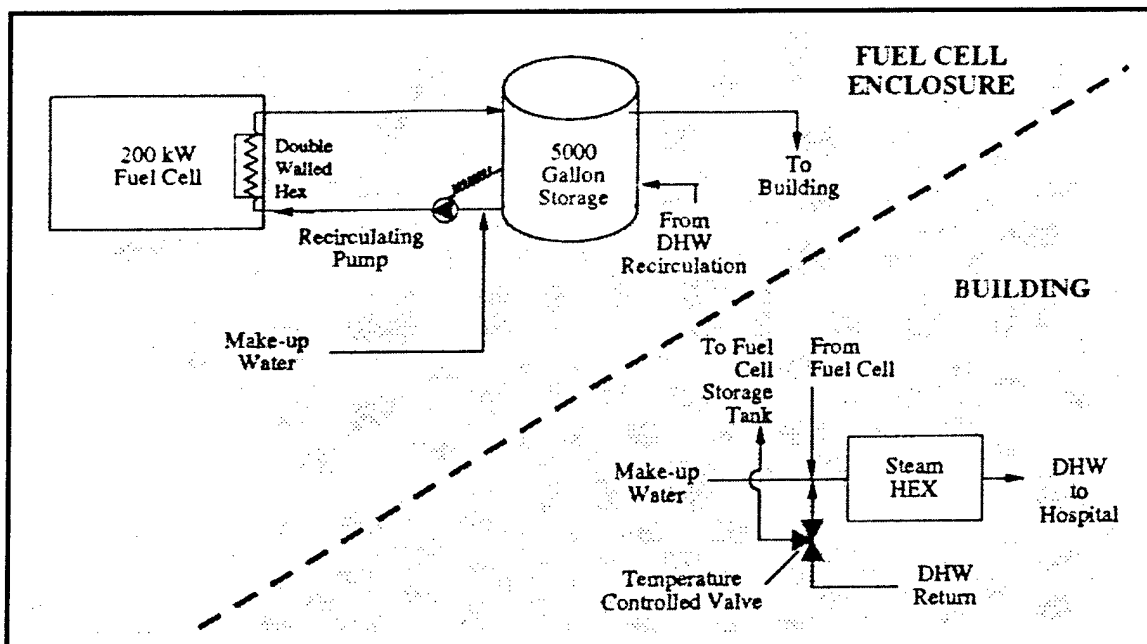 FUEL CELL
ENCLOSURE
200 kW
Fuel Cell
Double
Walled
Hex
5000
Gallon
Storage
To
Building
From
DHW
Recirculation
Recirculating
Pump
Make-up
Water
BUILDING
To Fuel
Cell
Storage
Tank
From
Fuel Cell
Make-up
Water
Steam
HEX
DHW
to
Hospital
Temperature
Controlled Valve
DHW
Return